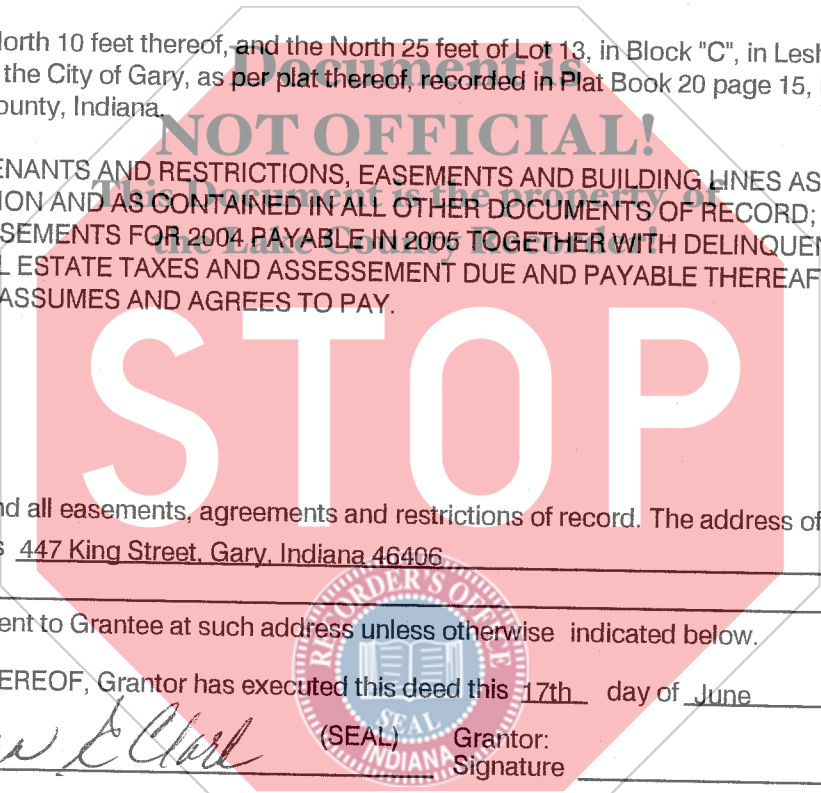 North 10 feet thereof, and the North 25 feet of Lot 13, in Block "C", in Lesh
Document is
the City of Gary, as per plat thereof, recorded in Plat Book 20 page 15,
ounty, Indiana.
NOT OFFICIAL!
ENANTS AND RESTRICTIONS, EASEMENTS AND BUILDING LINES AS
This Document is the property of
ION AND AS CONTAINED IN ALL OTHER DOCUMENTS OF RECORD;
the Lake County Recorder!
SEMENTS FOR 2004 PAYABLE IN 2005 TOGETHER WITH DELINQUEN
L ESTATE TAXES AND ASSESSEMENT DUE AND PAYABLE THEREAF
ASSUMES AND AGREES TO PAY.
STOP
nd all easements, agreements and restrictions of record. The address of
s 447 King Street, Gary, Indiana 46406
RECORDER'S OFFICE
ent to Grantee at such address unless otherwise indicated below.
EREOF, Grantor has executed this deed this 17th day of June
SEAL
E Clark (SEAL) Grantor:
INDIANA
Signature